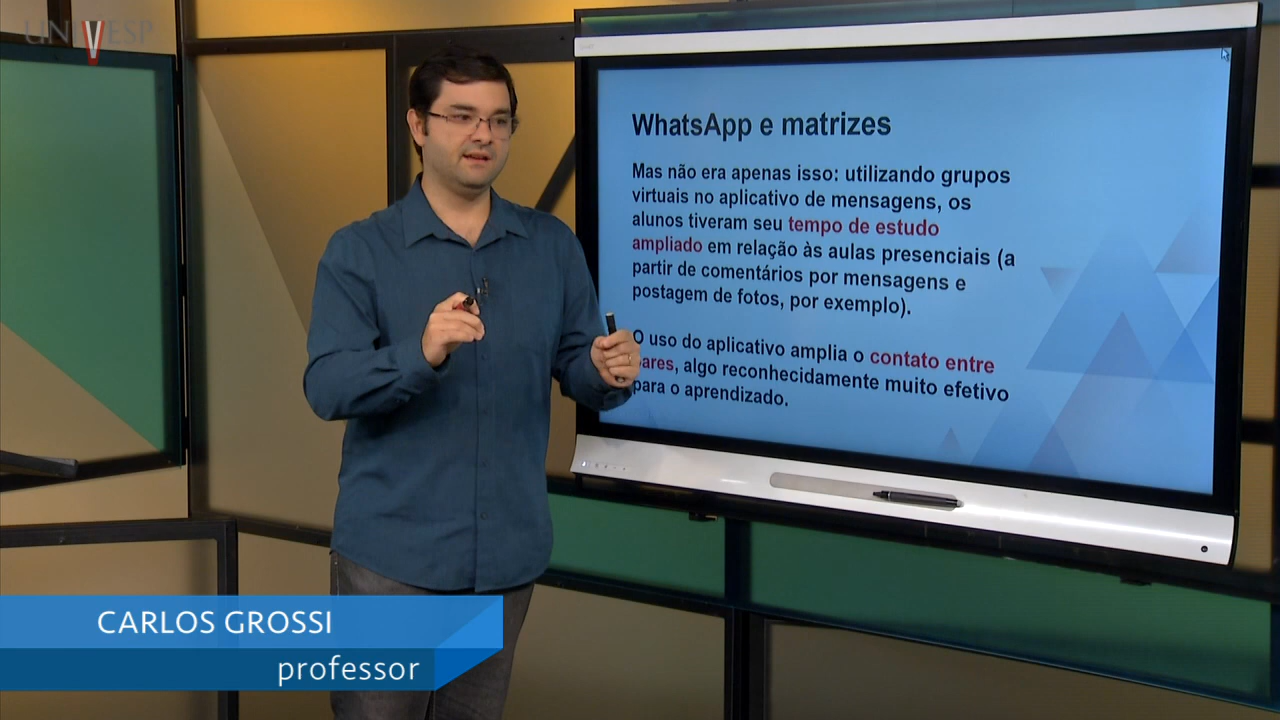 UNIVESP
WhatsApp e matrizes
Mas não era apenas isso: utilizando grupos
virtuais no aplicativo de mensagens, os
alunos tiveram seu tempo de estudo
ampliado em relação às aulas presenciais (a
partir de comentários por mensagens e
postagem de fotos, por exemplo).
O uso do aplicativo amplia o contato entre
pares, algo reconhecidamente muito efetivo
para o aprendizado.
CARLOS GROSSI
professor